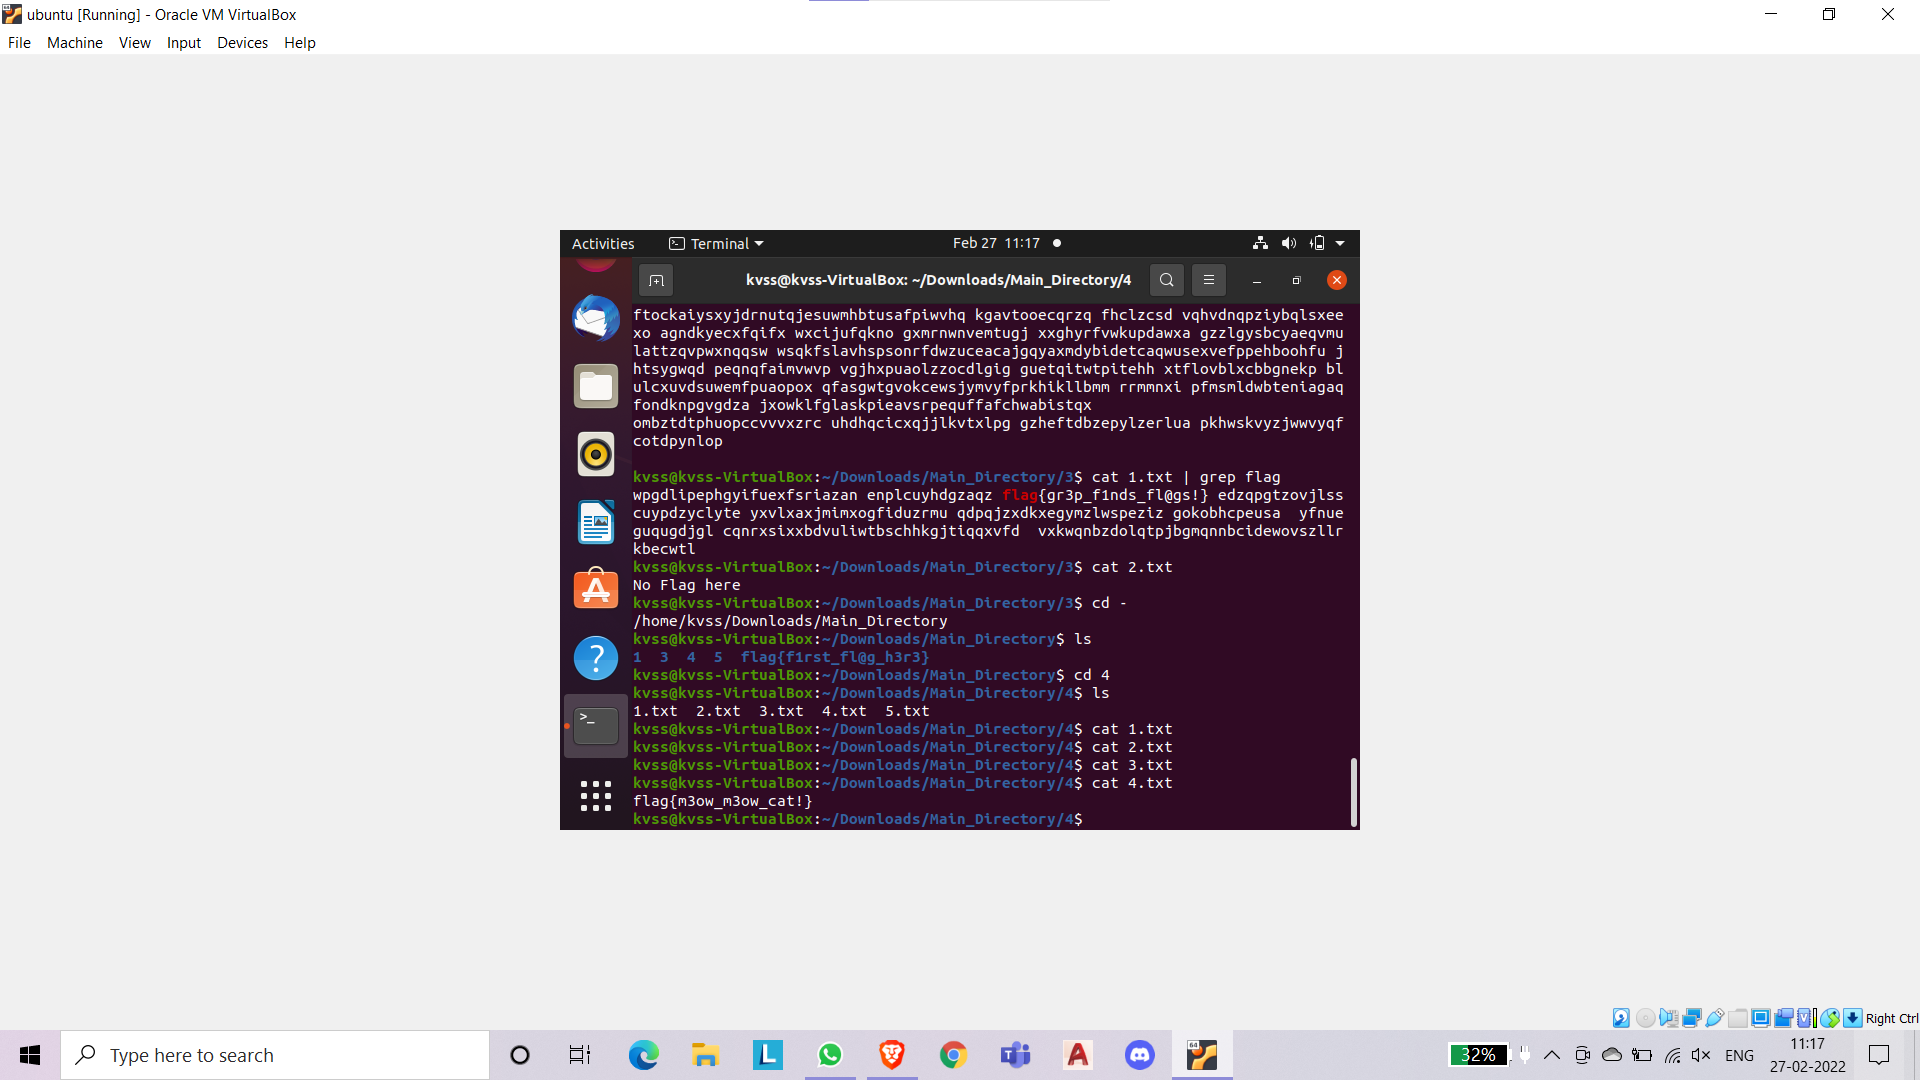 ubuntu [Running] - Oracle VM VirtualBox
File Machine View Input Devices Help
Activities Terminal Feb 27 11:17
kvss@kvss-VirtualBox: ~/Downloads/Main_Directory/4
ftockaiysxyjdrnutqjesuwmhbtusafpiwvhq kgavtooecqrzq fhclzcsd vqhvdnqpziybqlsxee
xo agndkyecxfqifx wxcijufqkno gxmrnwnvemtugj xxghyrfvwkupdawxa gzzlgysbcyaeqvmu
lattzqvpwxnqqsw wsqkfslavhspsonrfdwzuceacajgqyaxmdybidetcaqwusexvefppehboohfu j
htsygwqd peqnqfaimvwvp vgjhxpuaolzzocdlgig guetqitwtpitehh xtflovblxcbbgnekp bl
ulcxuvdsuwemfpuaopox qfasgwtgvokcewsjymvyfprkhikllbmm rrmmnxi pfmsmldwbteniagaq
fondknpgvgdza jxowklfglaskpieavsrpequffafchwabistqx
ombztdtphuopccvvvxzrc uhdhqcicxqjjlkvtxlpg gzheftdbzepylzerlua pkhwskvyzjwwvyqf
cotdpynlop
kvss@kvss-VirtualBox:~/Downloads/Main_Directory/3$ cat 1.txt | grep flag
wpgdlipephgyifuexfsriazan enplcuyhdgzaqz flag{gr3p_f1nds_fl@gs!} edzqpgtzovjlss
cuypdzyclyte yxvlxaxjmimxogfiduzrmu qdpqjzxdkxegymzlwspeziz gokobhcpeusa  yfnue
guqugdjgl cqnrxsixxbdvuliwtbschhkgjtiqqxvfd  vxkwqnbzdolqtpjbgmqnnbcidewovszllr
kbecwtl
kvss@kvss-VirtualBox:~/Downloads/Main_Directory/3$ cat 2.txt
No Flag here
kvss@kvss-VirtualBox:~/Downloads/Main_Directory/3$ cd -
/home/kvss/Downloads/Main_Directory
kvss@kvss-VirtualBox:~/Downloads/Main_Directory$ ls
1  3  4  5  flag{f1rst_fl@g_h3r3}
kvss@kvss-VirtualBox:~/Downloads/Main_Directory$ cd 4
kvss@kvss-VirtualBox:~/Downloads/Main_Directory/4$ ls
1.txt  2.txt  3.txt  4.txt  5.txt
kvss@kvss-VirtualBox:~/Downloads/Main_Directory/4$ cat 1.txt
kvss@kvss-VirtualBox:~/Downloads/Main_Directory/4$ cat 2.txt
kvss@kvss-VirtualBox:~/Downloads/Main_Directory/4$ cat 3.txt
kvss@kvss-VirtualBox:~/Downloads/Main_Directory/4$ cat 4.txt
flag{m3ow_m3ow_cat!}
kvss@kvss-VirtualBox:~/Downloads/Main_Directory/4$
Right Ctrl
Type here to search
32% ENG 11:17
27-02-2022